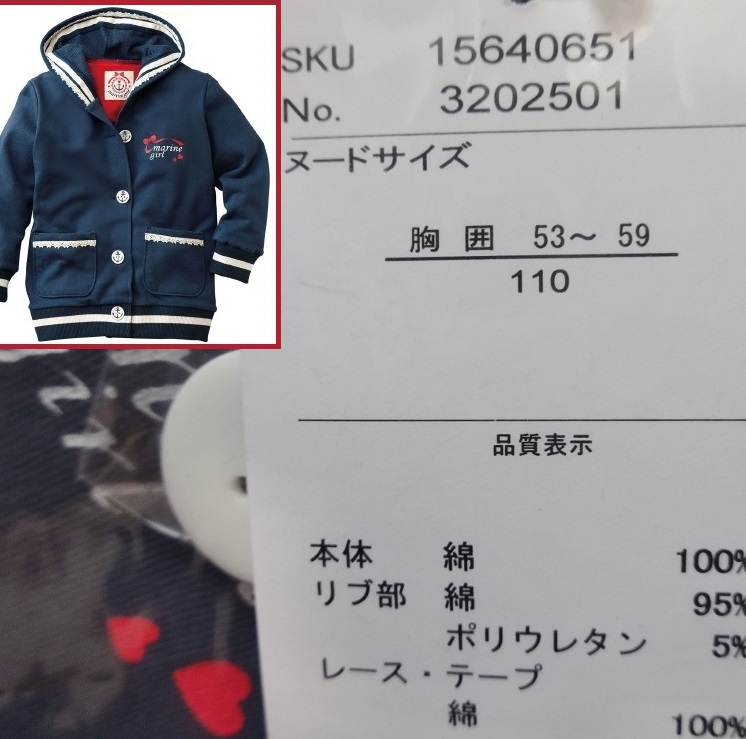 marine
girl
SKU 15640651
No. 3202501
ヌードサイズ
胸 囲 53～ 59
110
品質表示
本体 綿 100%
リブ部 綿 95%
ポリウレタン 5%
レース・テープ
綿 100%